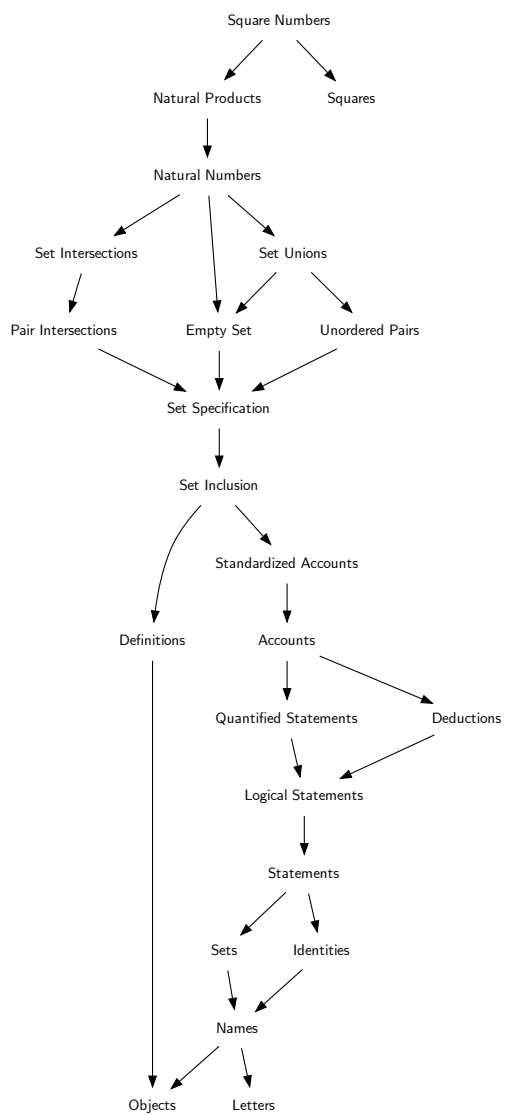 Square Numbers
Natural Products
Squares
Natural Numbers
Set Intersections
Set Unions
Pair Intersections
Empty Set
Unordered Pairs
Set Specification
Set Inclusion
Standardized Accounts
Definitions
Accounts
Quantified Statements
Deductions
Logical Statements
Statements
Sets
Identities
Names
Objects
Letters